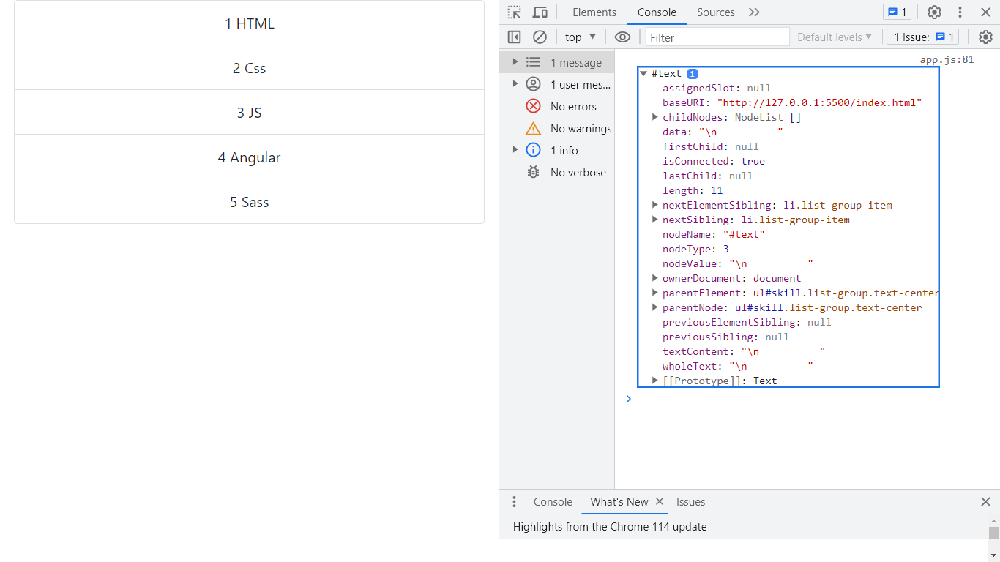 1 HTML
2 Css
3 JS
4 Angular
5 Sass
Elements Console Sources 1
top Filter Default levels 1 Issue: 1
1 message
1 user mes...
No errors
No warnings
1 info
No verbose
app.js:81
#text i
assignedSlot: null
baseURI: "http://127.0.0.1:5500/index.html"
childNodes: NodeList []
data: "\n          "
firstChild: null
isConnected: true
lastChild: null
length: 11
nextElementSibling: li.list-group-item
nextSibling: li.list-group-item
nodeName: "#text"
nodeType: 3
nodeValue: "\n          "
ownerDocument: document
parentElement: ul#skill.list-group.text-center
parentNode: ul#skill.list-group.text-center
previousElementSibling: null
previousSibling: null
textContent: "\n          "
wholeText: "\n          "
[[Prototype]]: Text
Console What's New Issues
Highlights from the Chrome 114 update